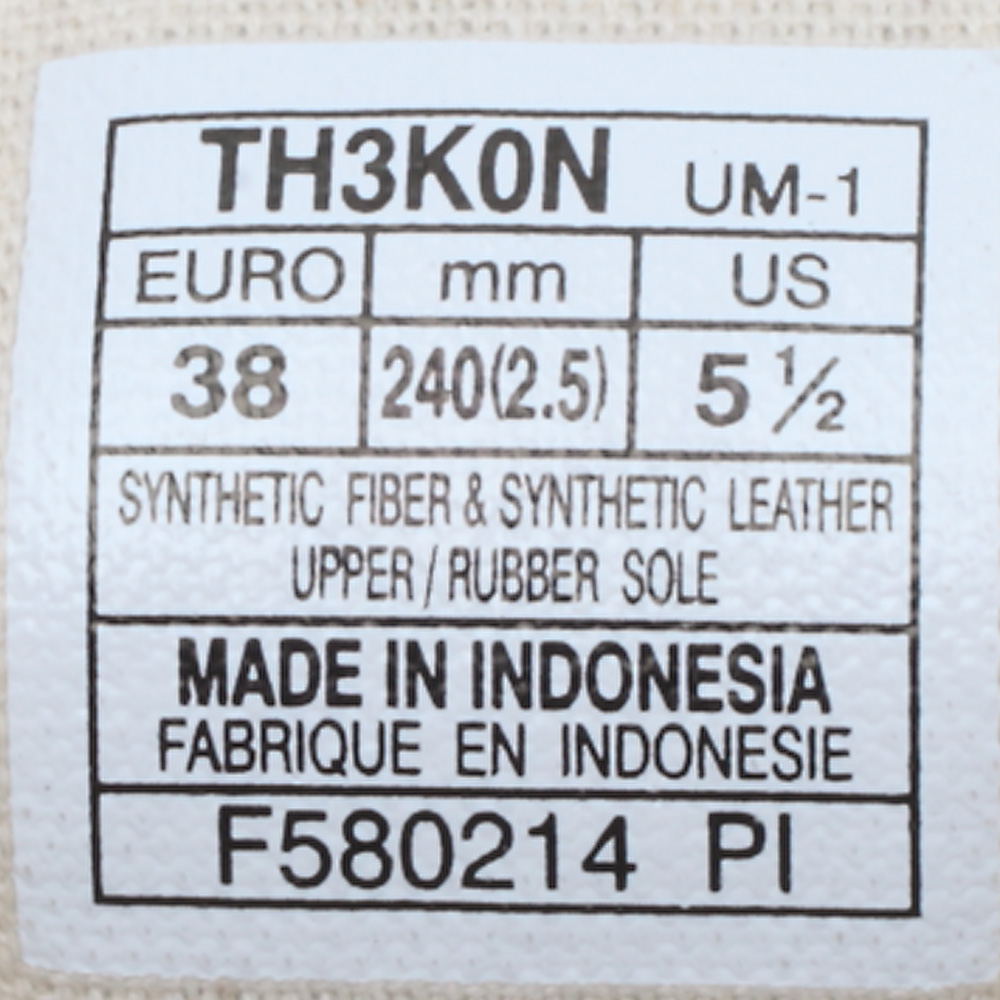 TH3K0N UM-1
EURO mm US
38 240(2.5) 5 ½
SYNTHETIC FIBER & SYNTHETIC LEATHER
UPPER / RUBBER SOLE
MADE IN INDONESIA
FABRIQUE EN INDONESIE
F580214 PI